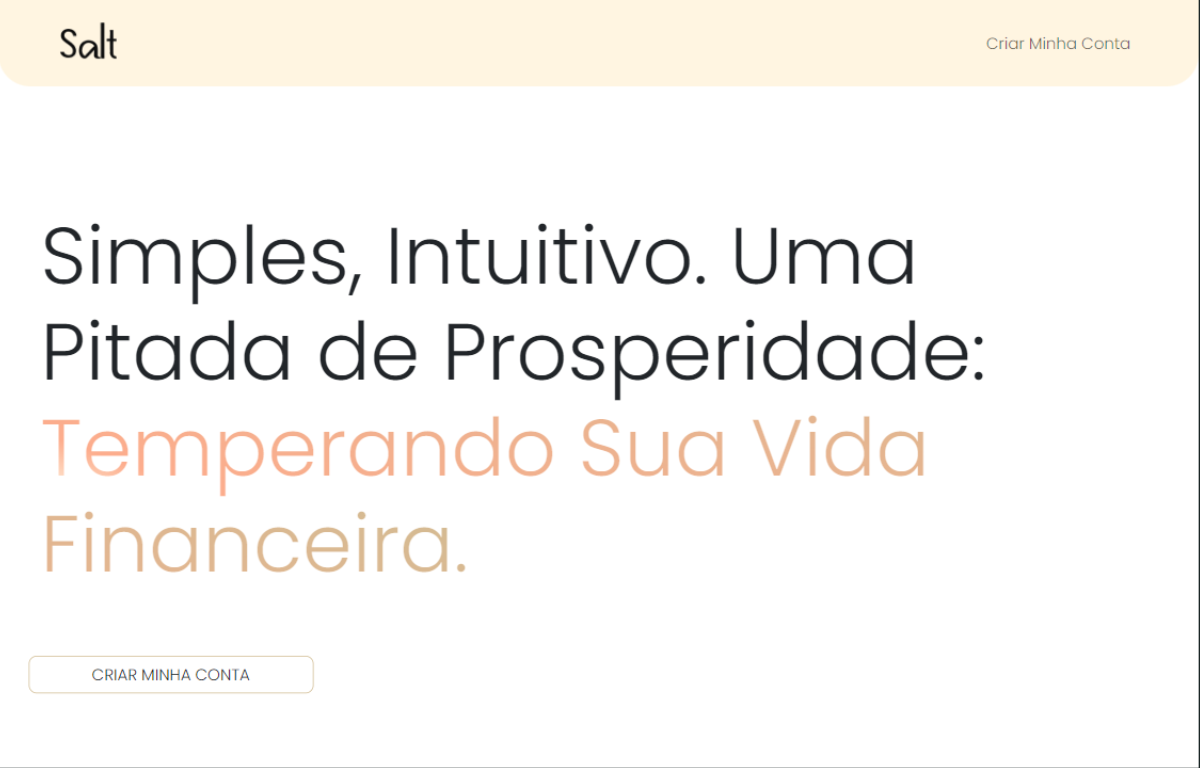 Salt
Criar Minha Conta
Simples, Intuitivo. Uma
Pitada de Prosperidade:
Temperando Sua Vida
Financeira.
CRIAR MINHA CONTA